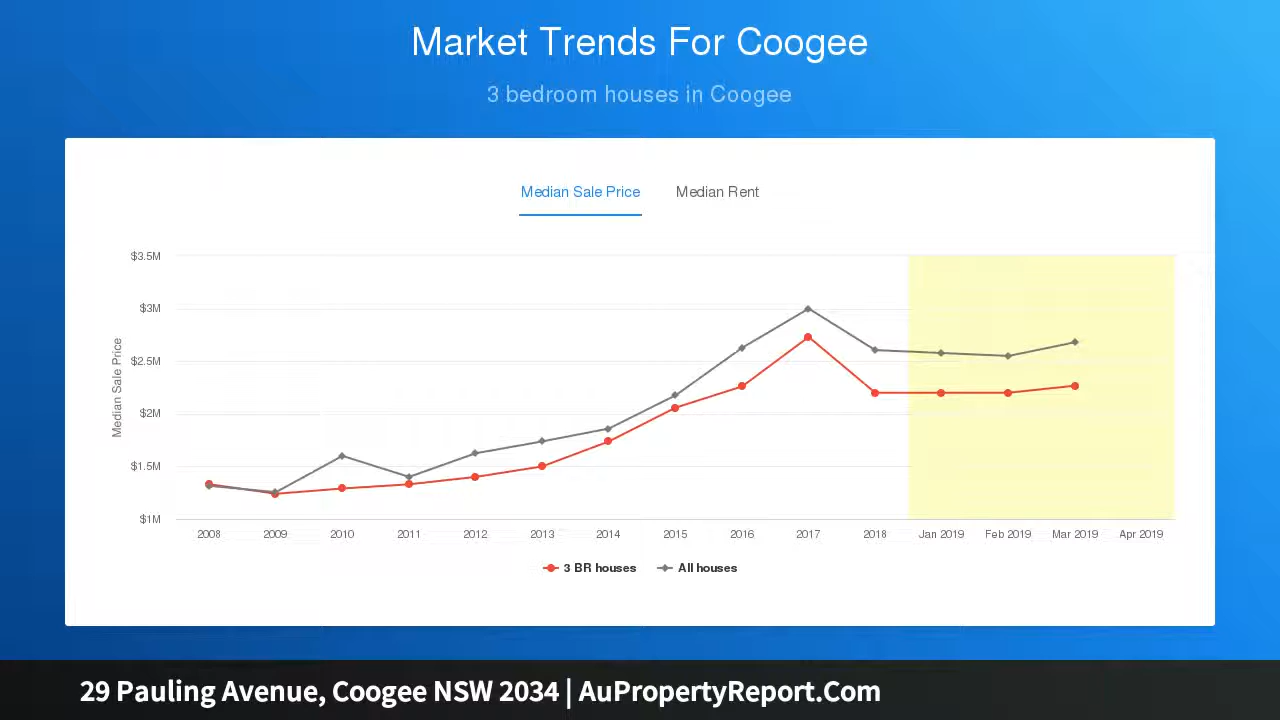 Market Trends For Coogee
3 bedroom houses in Coogee
Median Sale Price Median Rent
Median Sale Price
$3.5M
$3M
$2.5M
$2M
$1.5M
$1M
2008 2009 2010 2011 2012 2013 2014 2015 2016 2017 2018 Jan 2019 Feb 2019 Mar 2019 Apr 2019
3 BR houses All houses
29 Pauling Avenue, Coogee NSW 2034 | AuPropertyReport.Com